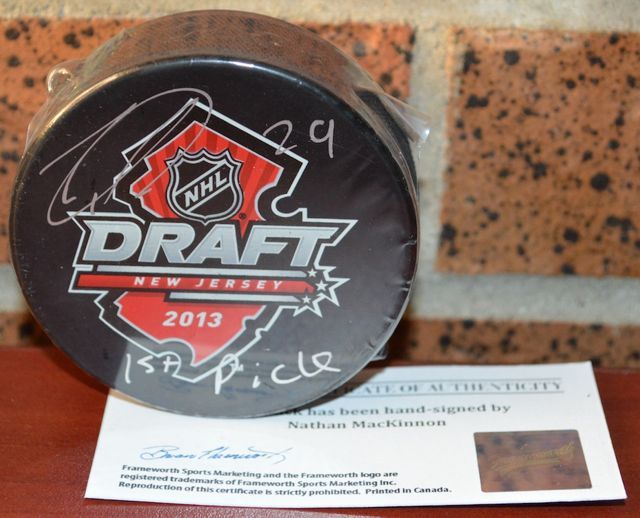 29
NHL
DRAFT
NEW JERSEY
2013
1st Pick
CERTIFICATE OF AUTHENTICITY
has been hand-signed by
Nathan MacKinnon
Frameworth Sports Marketing and the Frameworth logo are
registered trademarks of Frameworth Sports Marketing Inc.
Reproduction of this certificate is strictly prohibited. Printed in Canada.